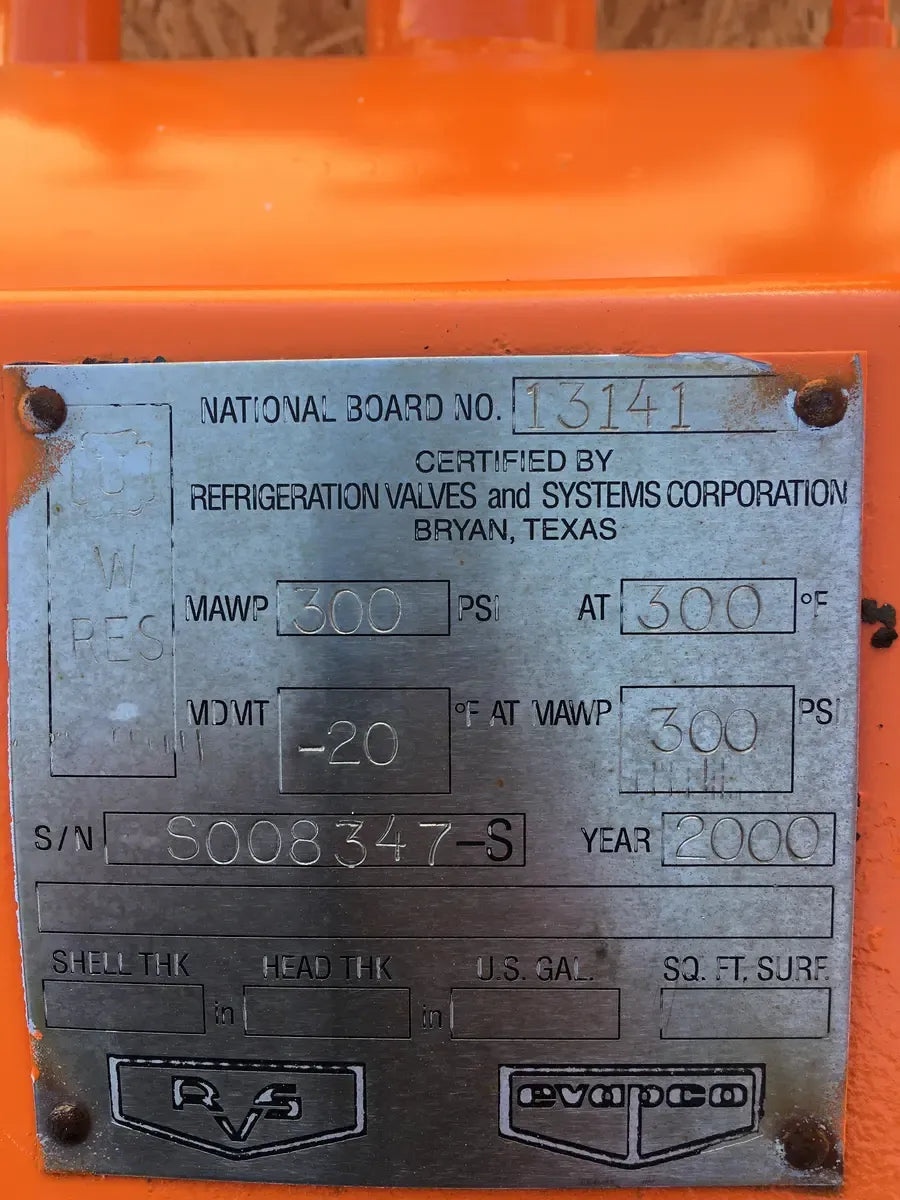 NATIONAL BOARD NO. 13141
CERTIFIED BY
REFRIGERATION VALVES and SYSTEMS CORPORATION
BRYAN, TEXAS
U
W
RES
MAWP 300 PSI AT 300 °F
MDMT -20 °F AT MAWP 300 PSI
S/N S008347-S YEAR 2000
SHELL THK HEAD THK U.S. GAL. SQ. FT. SURF.
in in
RVS evapco